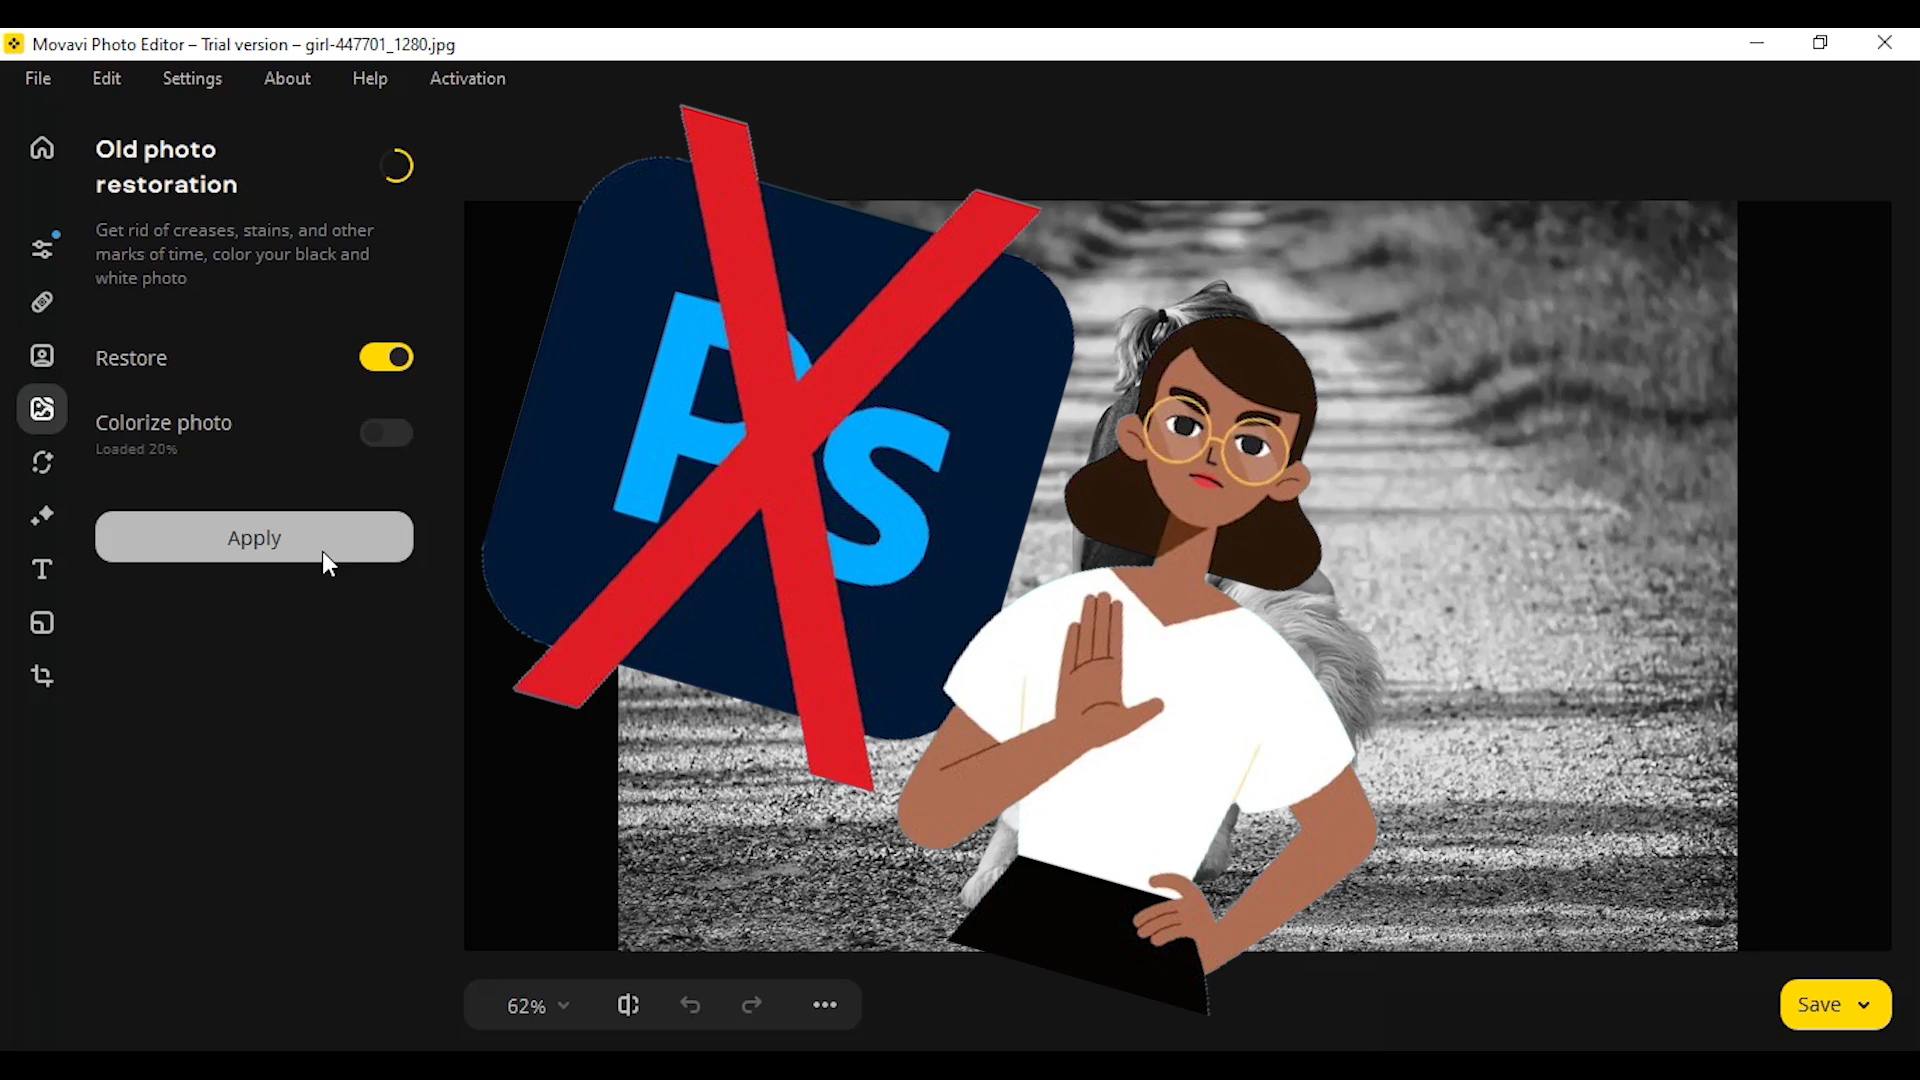 Movavi Photo Editor – Trial version – girl-447701_1280.jpg
File Edit Settings About Help Activation
Old photo
restoration
Get rid of creases, stains, and other
marks of time, color your black and
white photo
Restore
Colorize photo
Loaded 20%
Apply
Ps
62%
Save